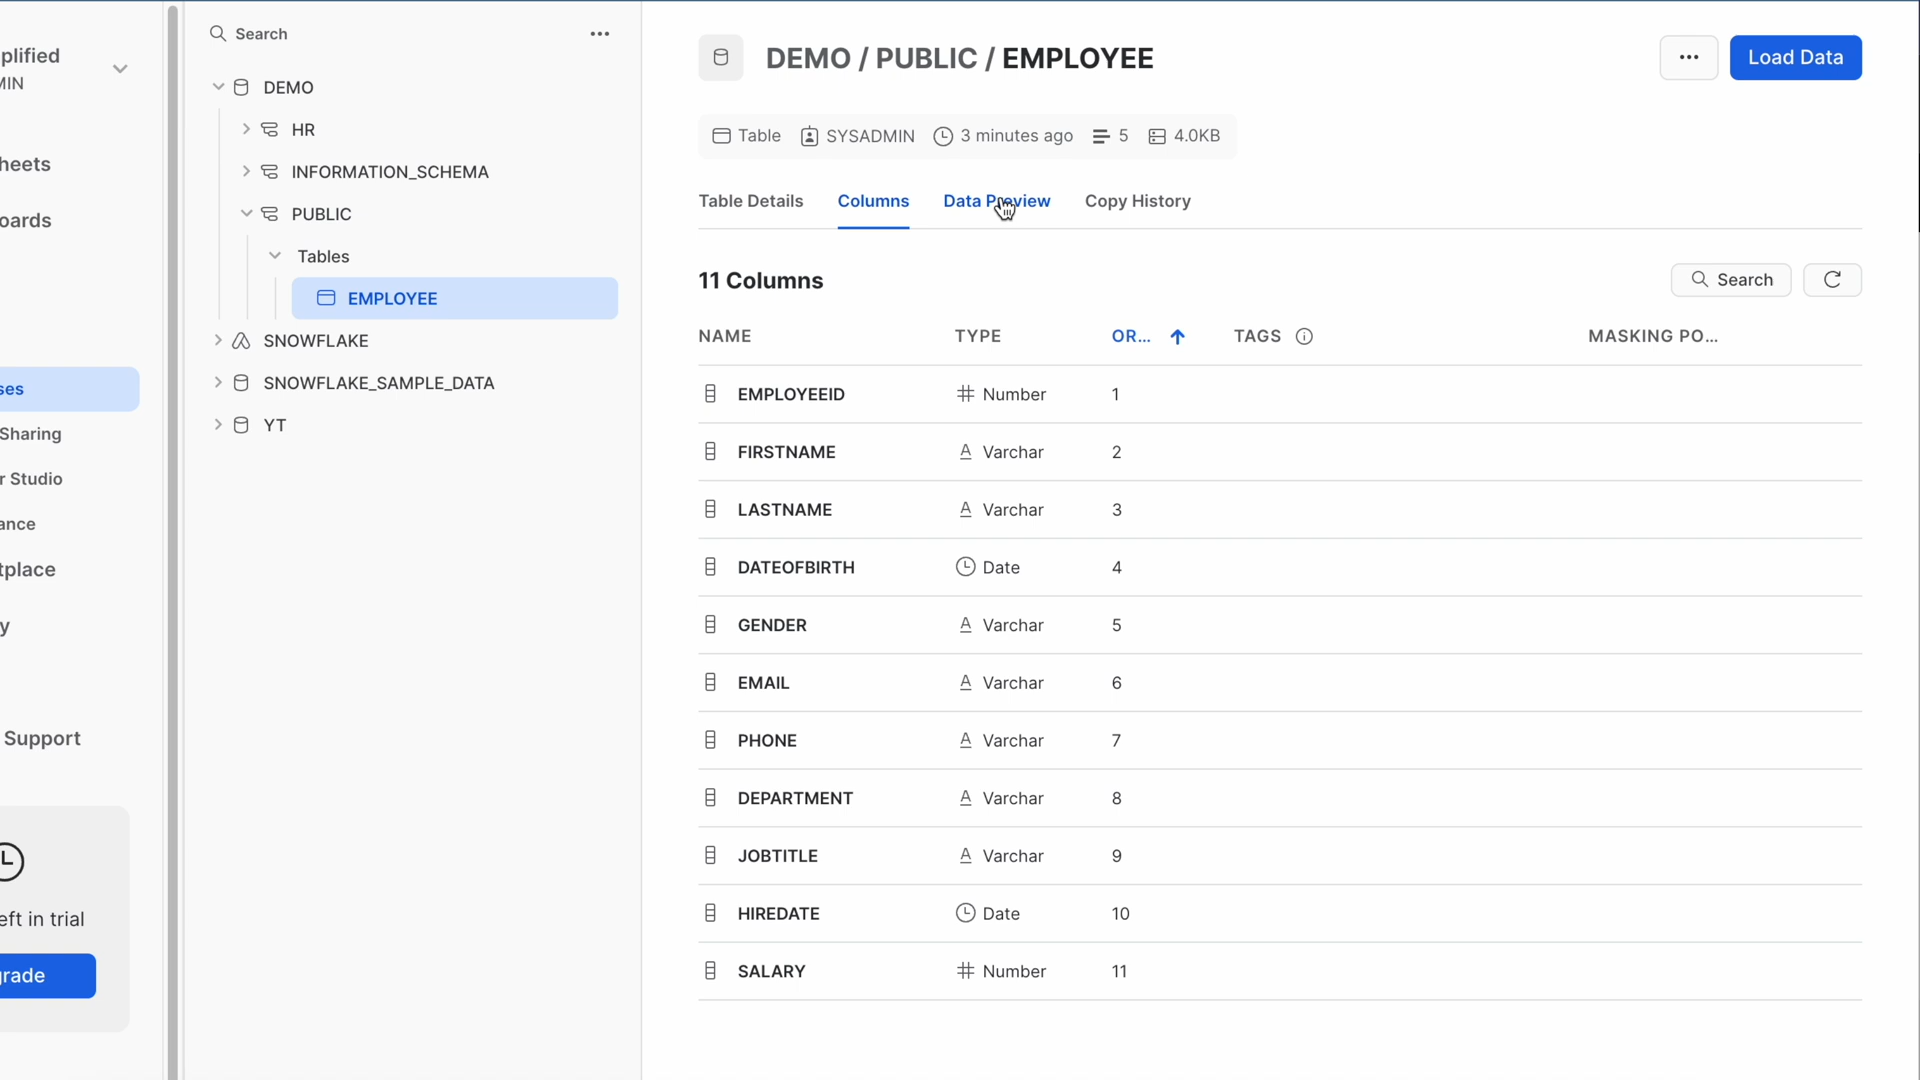 plified
MIN
heets
oards
ses
Sharing
r Studio
ance
tplace
y
Support
eft in trial
grade
Search
DEMO
HR
INFORMATION_SCHEMA
PUBLIC
Tables
EMPLOYEE
SNOWFLAKE
SNOWFLAKE_SAMPLE_DATA
YT
DEMO / PUBLIC / EMPLOYEE
Load Data
Table SYSADMIN 3 minutes ago 5 4.0KB
Table Details Columns Data Preview Copy History
11 Columns
Search
NAME TYPE OR... TAGS MASKING PO...
EMPLOYEEID Number 1
FIRSTNAME Varchar 2
LASTNAME Varchar 3
DATEOFBIRTH Date 4
GENDER Varchar 5
EMAIL Varchar 6
PHONE Varchar 7
DEPARTMENT Varchar 8
JOBTITLE Varchar 9
HIREDATE Date 10
SALARY Number 11